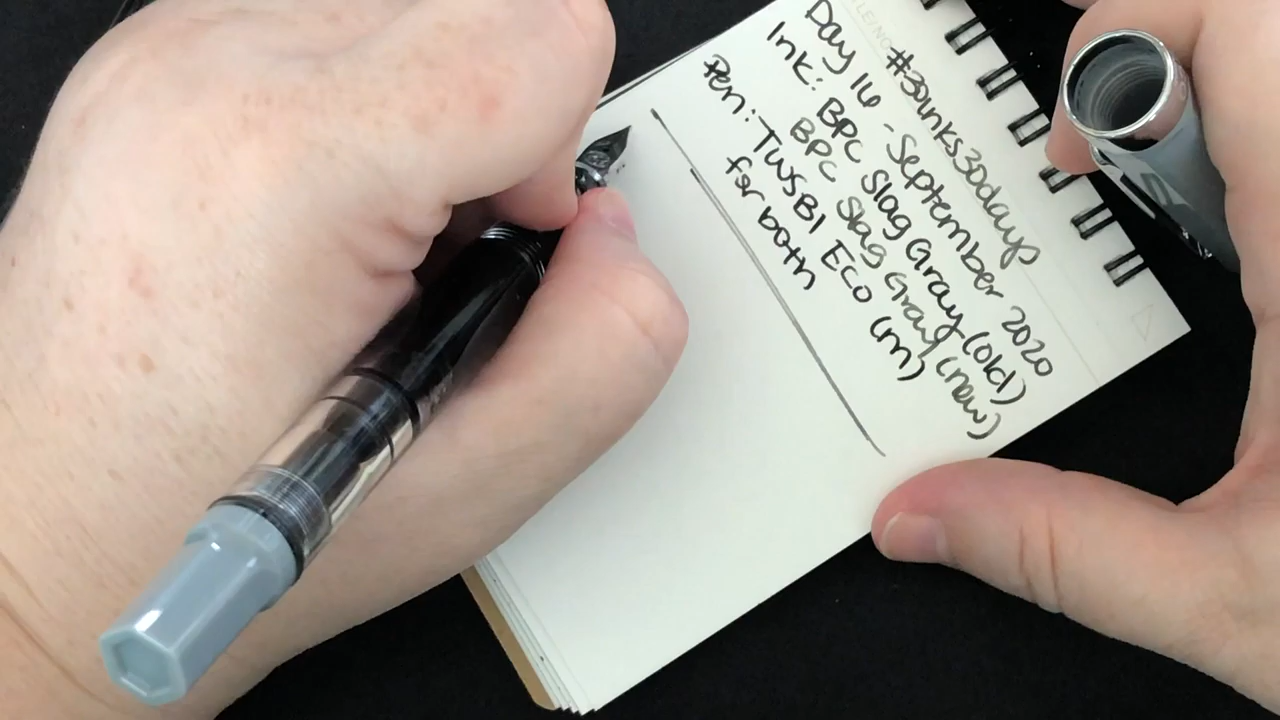 #30inks30days
Day 16 - September 2020
Ink: BPC Slag Gray (old)
BPC Slag Gray (new)
Pen: TWSBI Eco (m)
for both